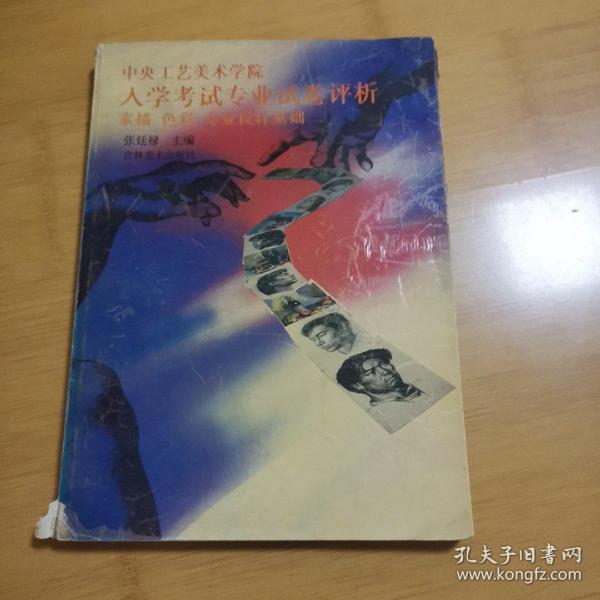 中央工艺美术学院
入学考试专业试卷评析
素描 色彩 专业设计基础
张廷禄 主编
吉林美术出版社
孔夫子旧书网
www.kongfz.com